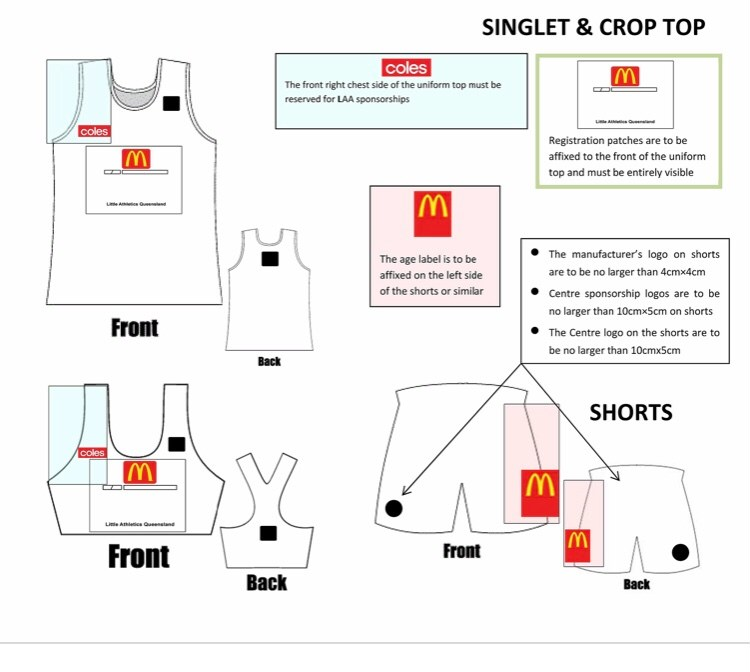 SINGLET & CROP TOP
coles
The front right chest side of the uniform top must be
reserved for LAA sponsorships
M
Little Athletics Queensland
Registration patches are to be
affixed to the front of the uniform
top and must be entirely visible
coles
M
Little Athletics Queensland
Front
Back
M
The age label is to be
affixed on the left side
of the shorts or similar
The manufacturer's logo on shorts
are to be no larger than 4cm×4cm
Centre sponsorship logos are to be
no larger than 10cm×5cm on shorts
The Centre logo on the shorts are to
be no larger than 10cmx5cm
coles
M
Little Athletics Queensland
Front
Back
SHORTS
M
Front
M
Back